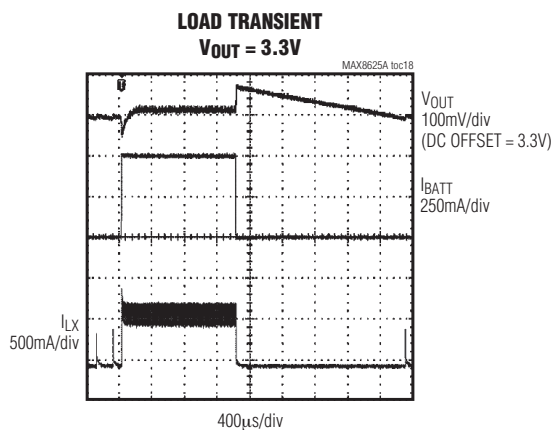 LOAD TRANSIENT
VOUT = 3.3V
MAX8625A toc18
VOUT
100mV/div
(DC OFFSET = 3.3V)
IBATT
250mA/div
ILX
500mA/div
400μs/div